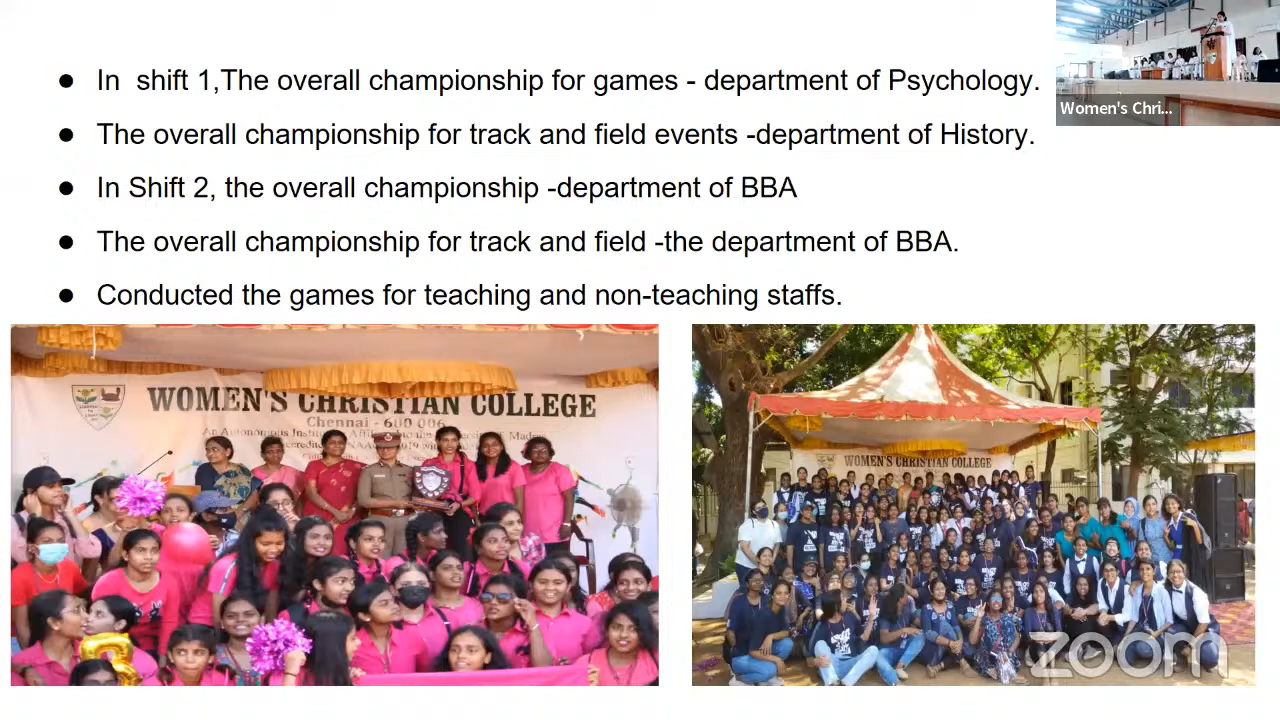 ● In  shift 1,The overall championship for games - department of Psychology.
● The overall championship for track and field events -department of History.
● In Shift 2, the overall championship -department of BBA
● The overall championship for track and field -the department of BBA.
● Conducted the games for teaching and non-teaching staffs.
Women's Chri...
WOMEN'S CHRISTIAN COLLEGE
Chennai - 600 006
An Autonomous
WOMEN'S CHRISTIAN COLLEGE
zoom